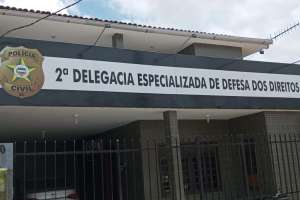 POLÍCIA
CIVIL
2ª DELEGACIA ESPECIALIZADA DE DEFESA DOS DIREITOS